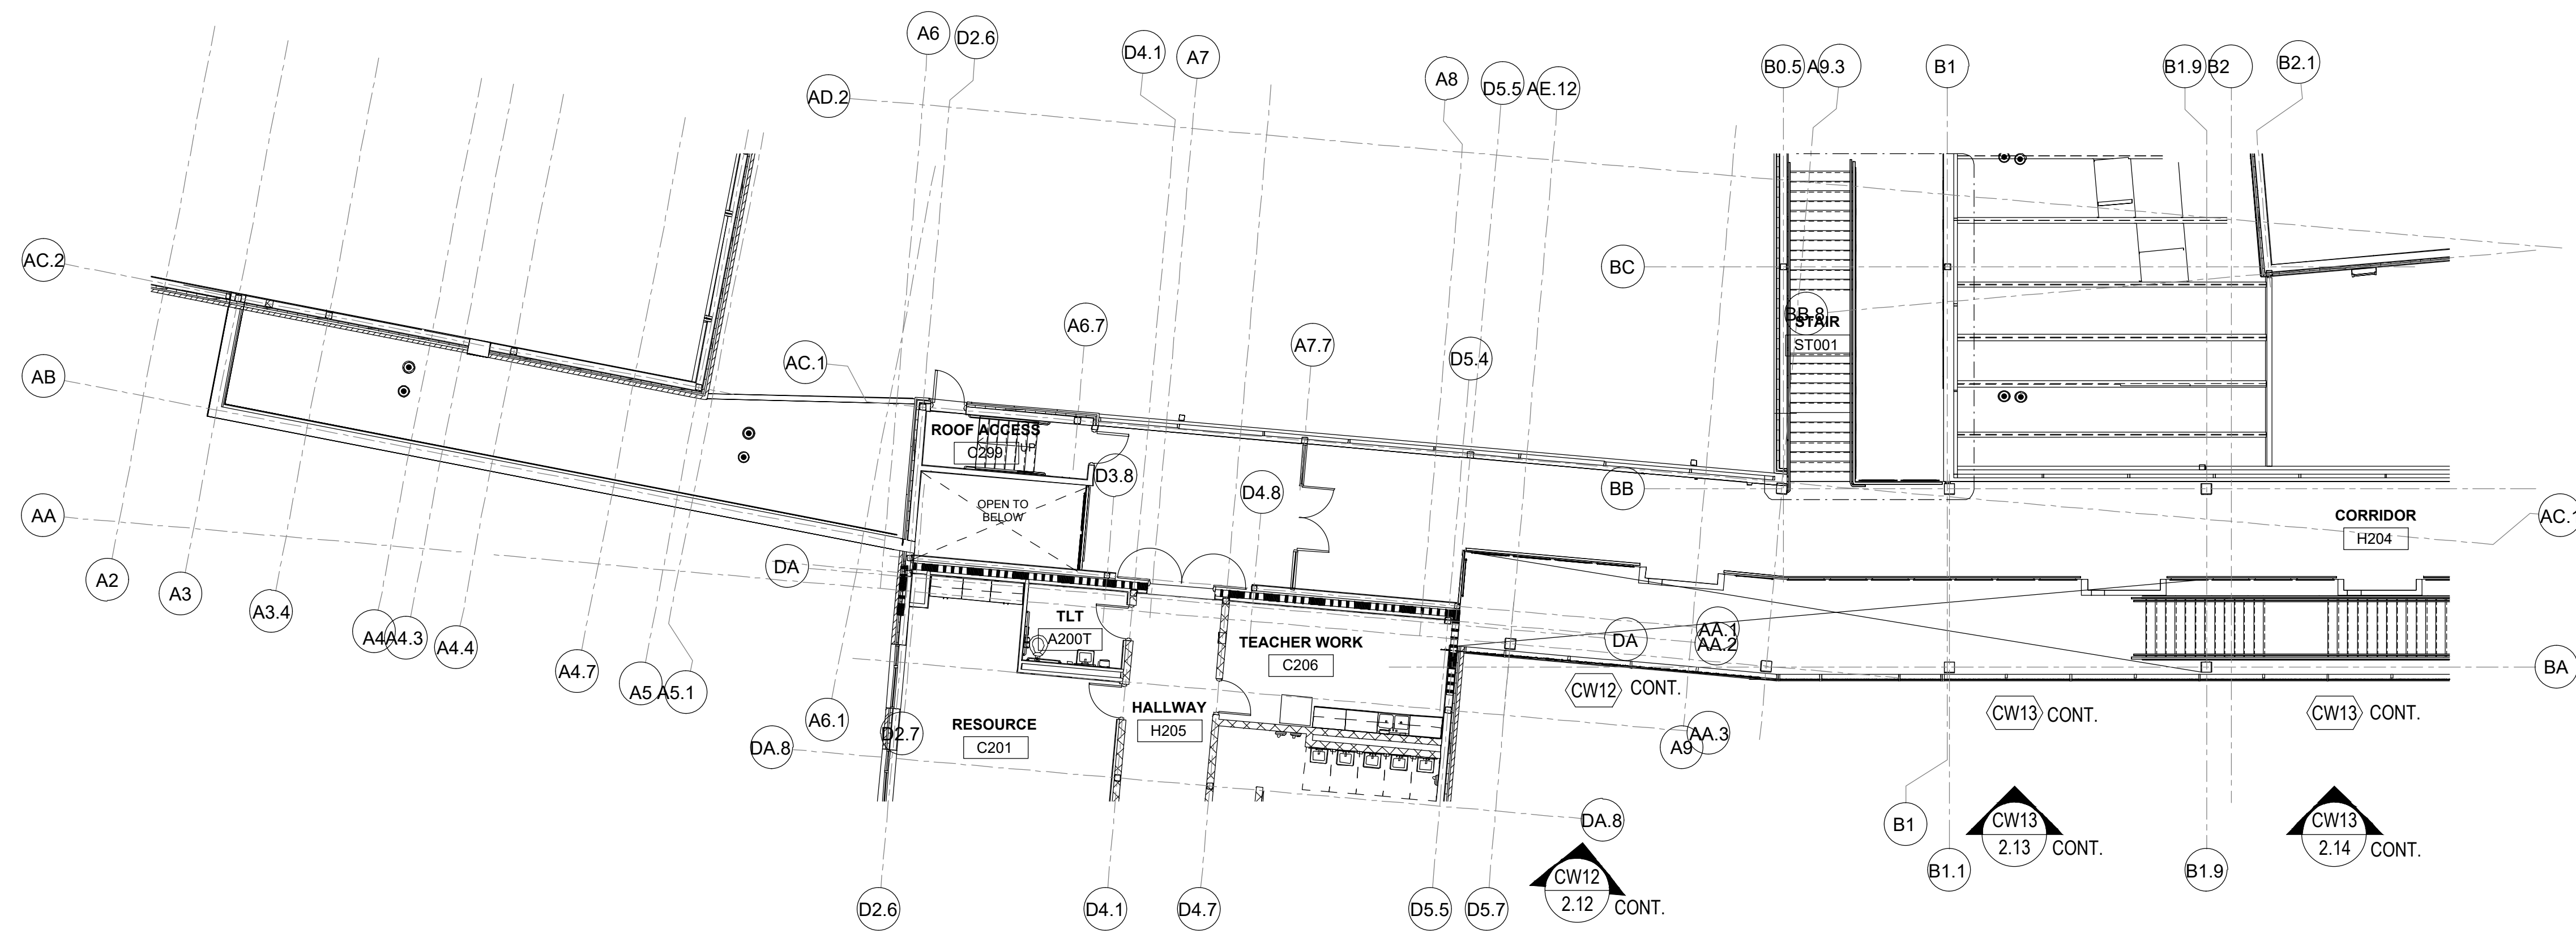 A6
D2.6
D4.1
A7
A8
D5.5
AE.12
B0.5
A9.3
B1
B1.9
B2
B2.1
AD.2
AC.2
BC
BB.8
STAIR
ST001
A6.7
A7.7
D5.4
AC.1
AB
ROOF ACCESS
C299
UP
D3.8
D4.8
BB
OPEN TO
BELOW
AA
CORRIDOR
H204
AC.1
DA
A2
A3
A3.4
A4
A4.3
A4.4
A4.7
A5
A5.1
TLT
A200T
TEACHER WORK
C206
DA
AA.1
AA.2
BA
CW12 CONT.
CW13 CONT.
CW13 CONT.
A6.1
D2.7
RESOURCE
C201
HALLWAY
H205
A9
AA.3
DA.8
DA.8
B1
CW13
2.13 CONT.
CW13
2.14 CONT.
B1.1
B1.9
CW12
2.12 CONT.
D2.6
D4.1
D4.7
D5.5
D5.7